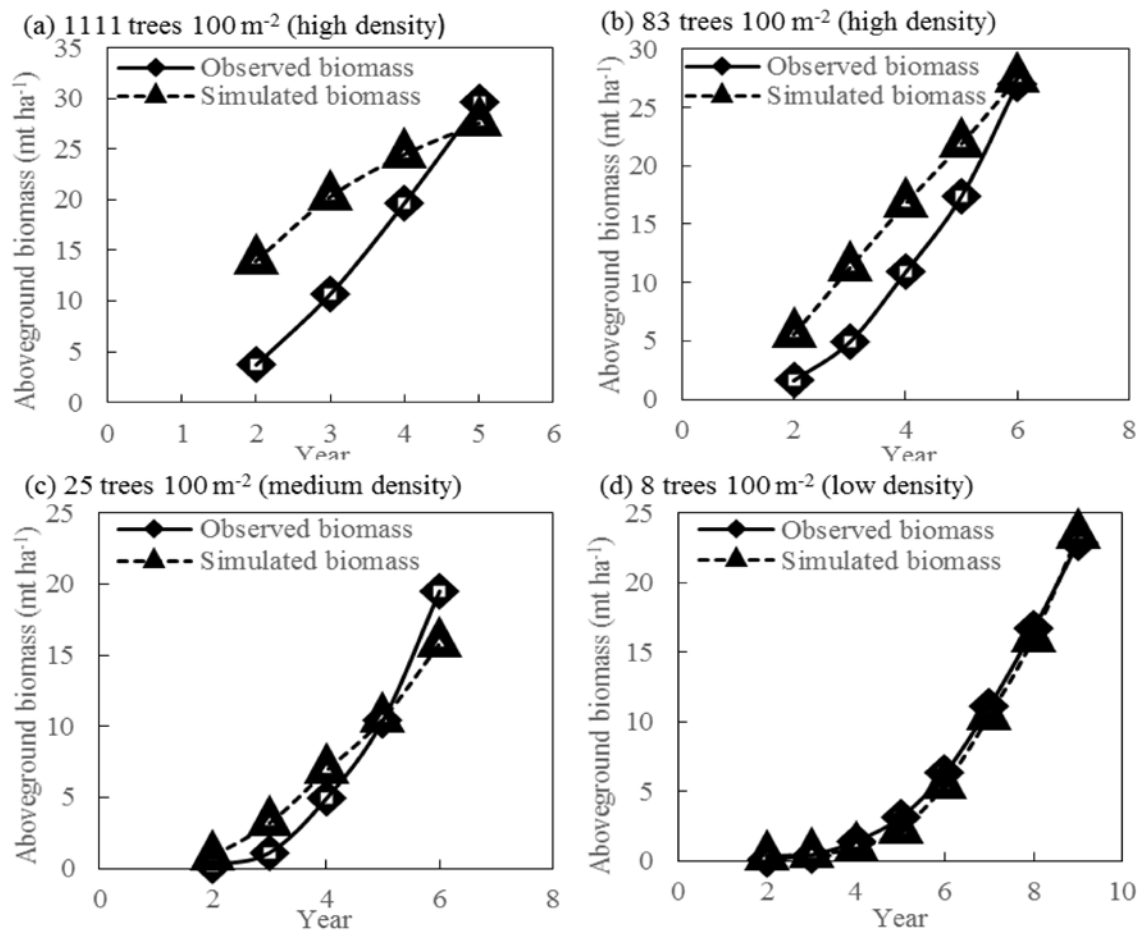 (a) 1111 trees 100 m⁻² (high density)
35
30
25
20
15
10
5
0
Aboveground biomass (mt ha⁻¹)
Observed biomass
Simulated biomass
0 1 2 3 4 5 6
Year
(b) 83 trees 100 m⁻² (high density)
30
25
20
15
10
5
0
Aboveground biomass (mt ha⁻¹)
Observed biomass
Simulated biomass
0 2 4 6 8
Year
(c) 25 trees 100 m⁻² (medium density)
25
20
15
10
5
0
Aboveground biomass (mt ha⁻¹)
Observed biomass
Simulated biomass
0 2 4 6 8
Year
(d) 8 trees 100 m⁻² (low density)
25
20
15
10
5
0
Aboveground biomass (mt ha⁻¹)
Observed biomass
Simulated biomass
0 2 4 6 8 10
Year